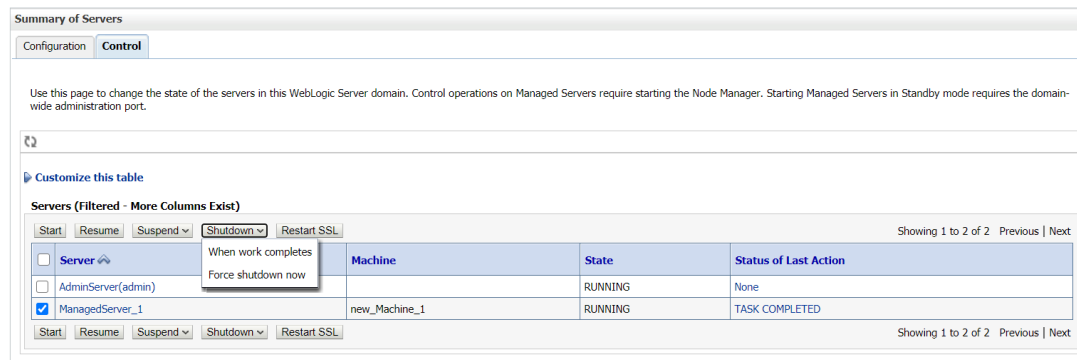 Summary of Servers
Configuration Control
Use this page to change the state of the servers in this WebLogic Server domain. Control operations on Managed Servers require starting the Node Manager. Starting Managed Servers in Standby mode requires the domain-
wide administration port.
Customize this table
Servers (Filtered - More Columns Exist)
Start Resume Suspend Shutdown Restart SSL Showing 1 to 2 of 2 Previous | Next
When work completes
Force shutdown now
Server Machine State Status of Last Action
AdminServer(admin) RUNNING None
ManagedServer_1 new_Machine_1 RUNNING TASK COMPLETED
Start Resume Suspend Shutdown Restart SSL Showing 1 to 2 of 2 Previous | Next